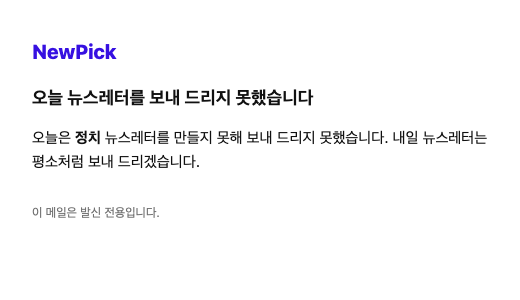 NewPick
오늘 뉴스레터를 보내 드리지 못했습니다
오늘은 정치 뉴스레터를 만들지 못해 보내 드리지 못했습니다. 내일 뉴스레터는
평소처럼 보내 드리겠습니다.
이 메일은 발신 전용입니다.